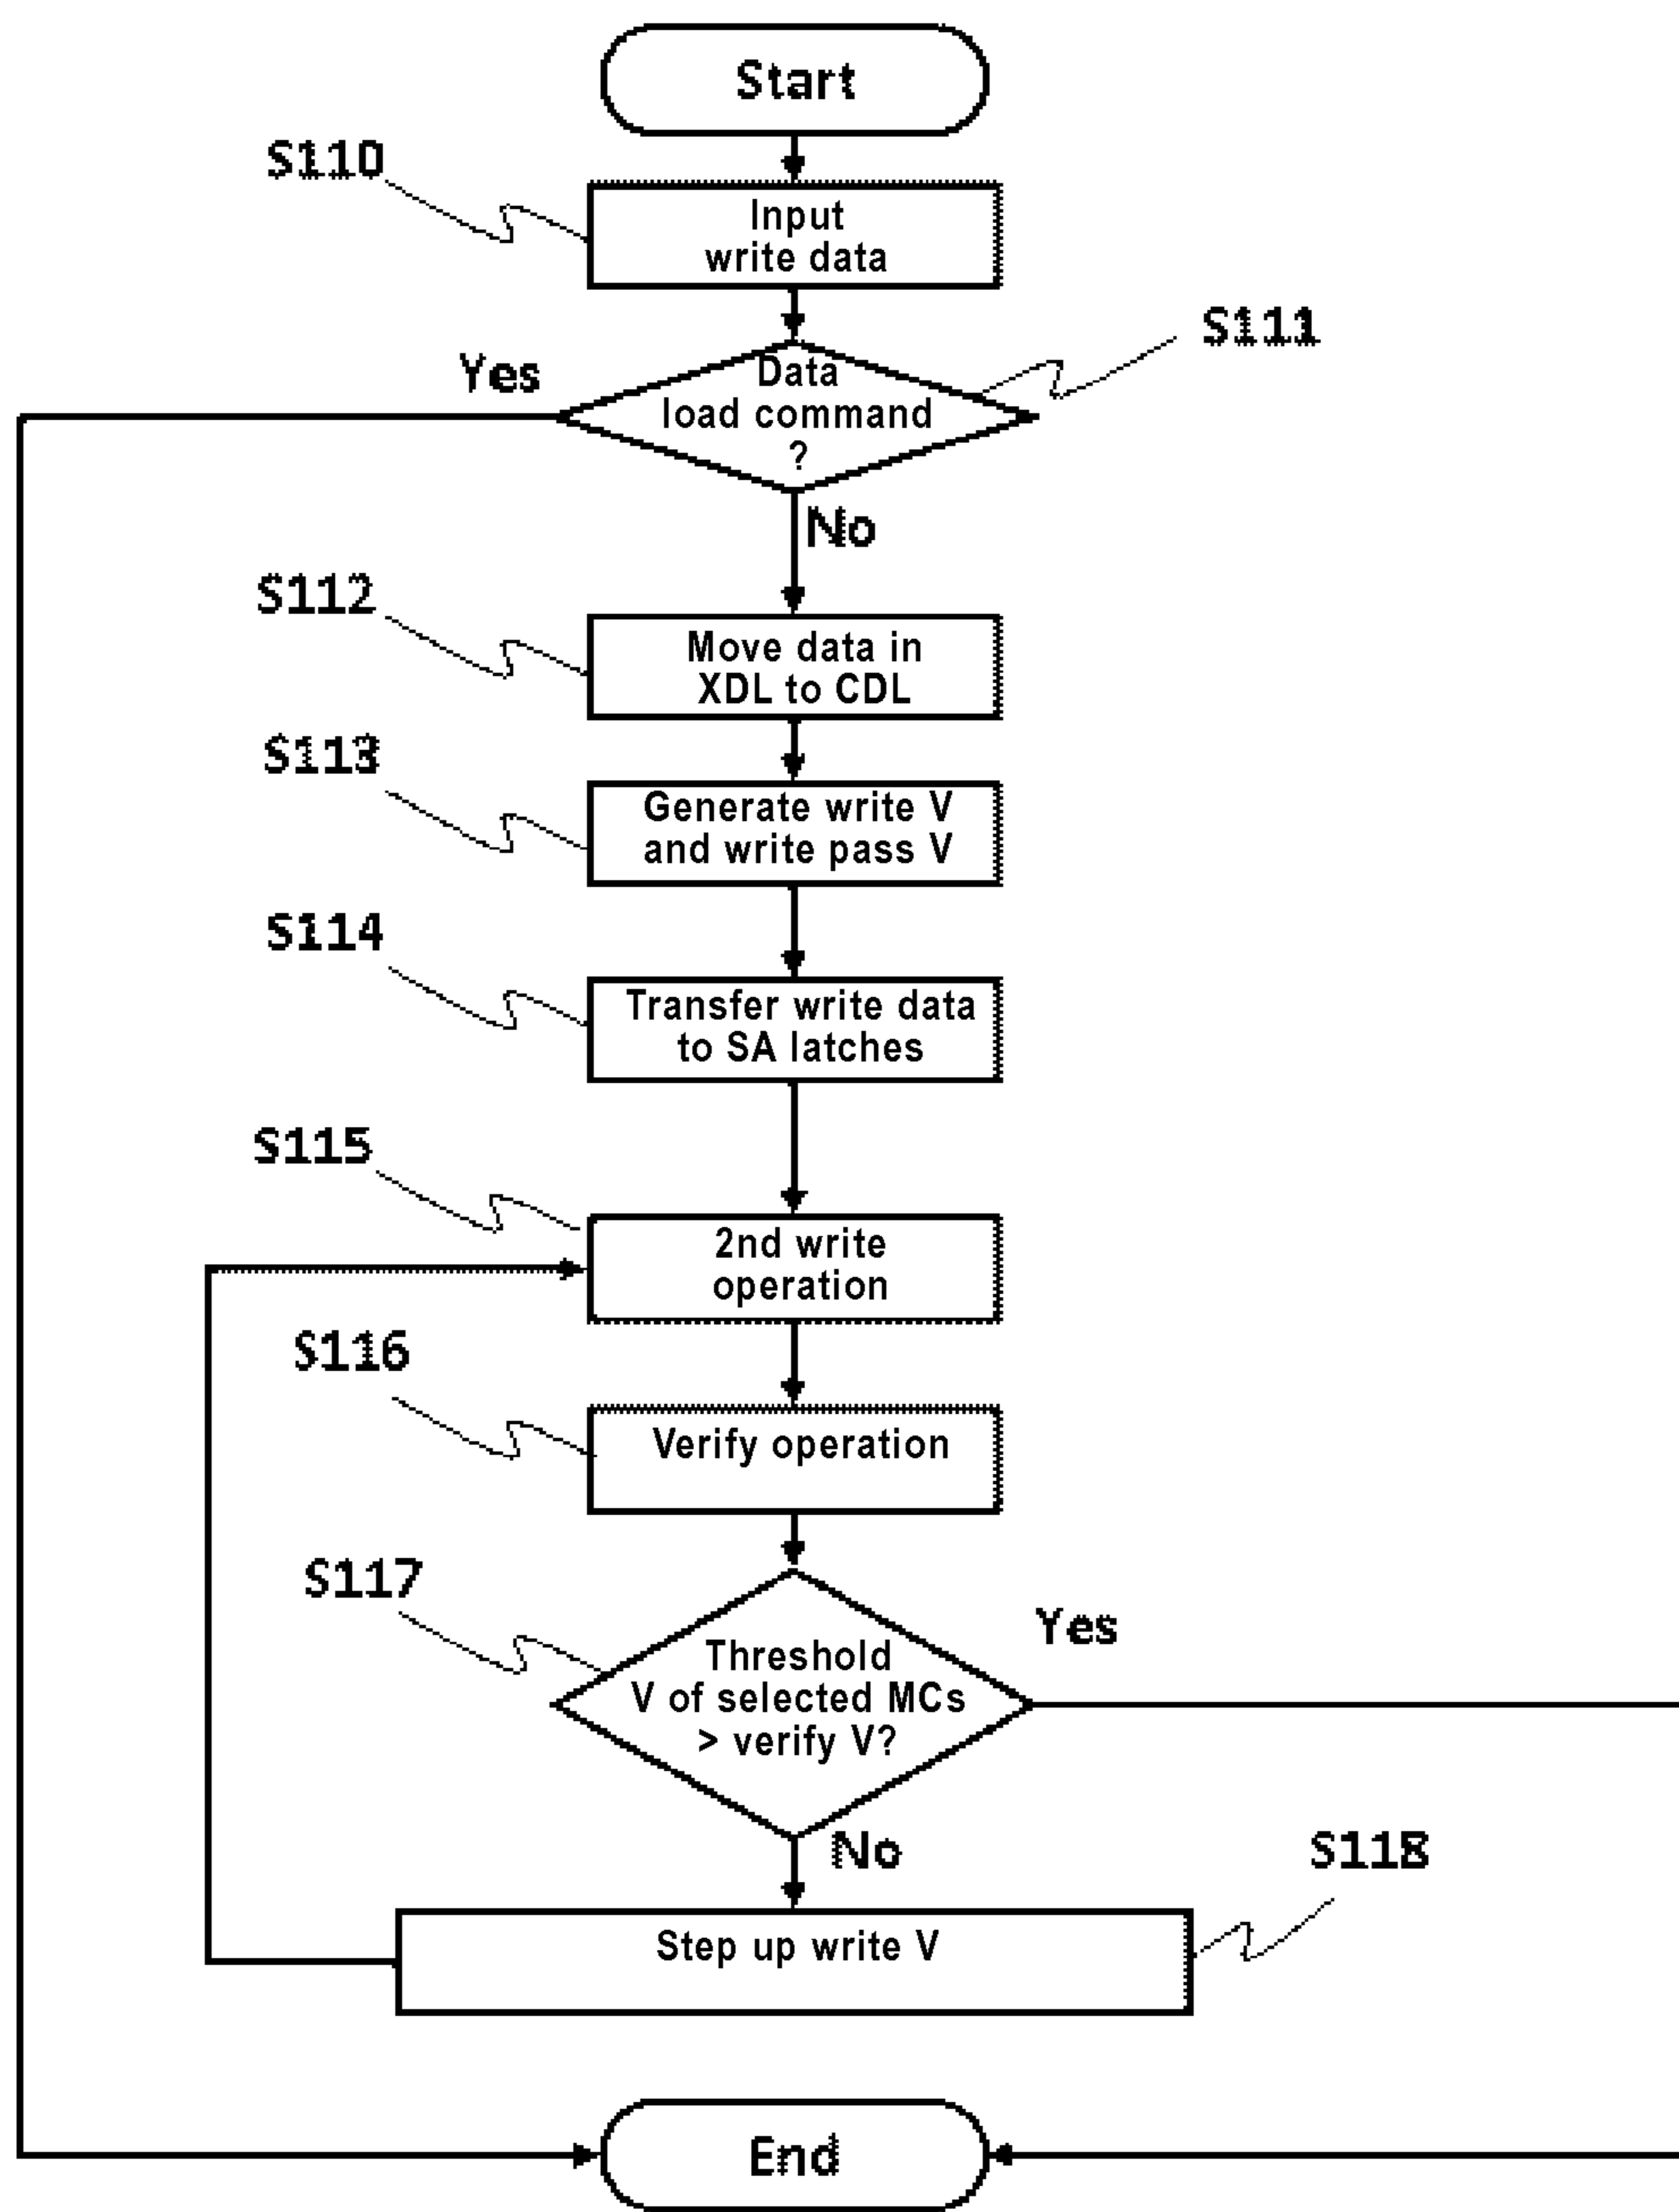 Start
S110
Input
write data
S111
Yes
Data
load command
?
No
S112
Move data in
XDL to CDL
S113
Generate write V
and write pass V
S114
Transfer write data
to SA latches
S115
2nd write
operation
S116
Verify operation
S117
Yes
Threshold
V of selected MCs
> verify V?
No
S118
Step up write V
End